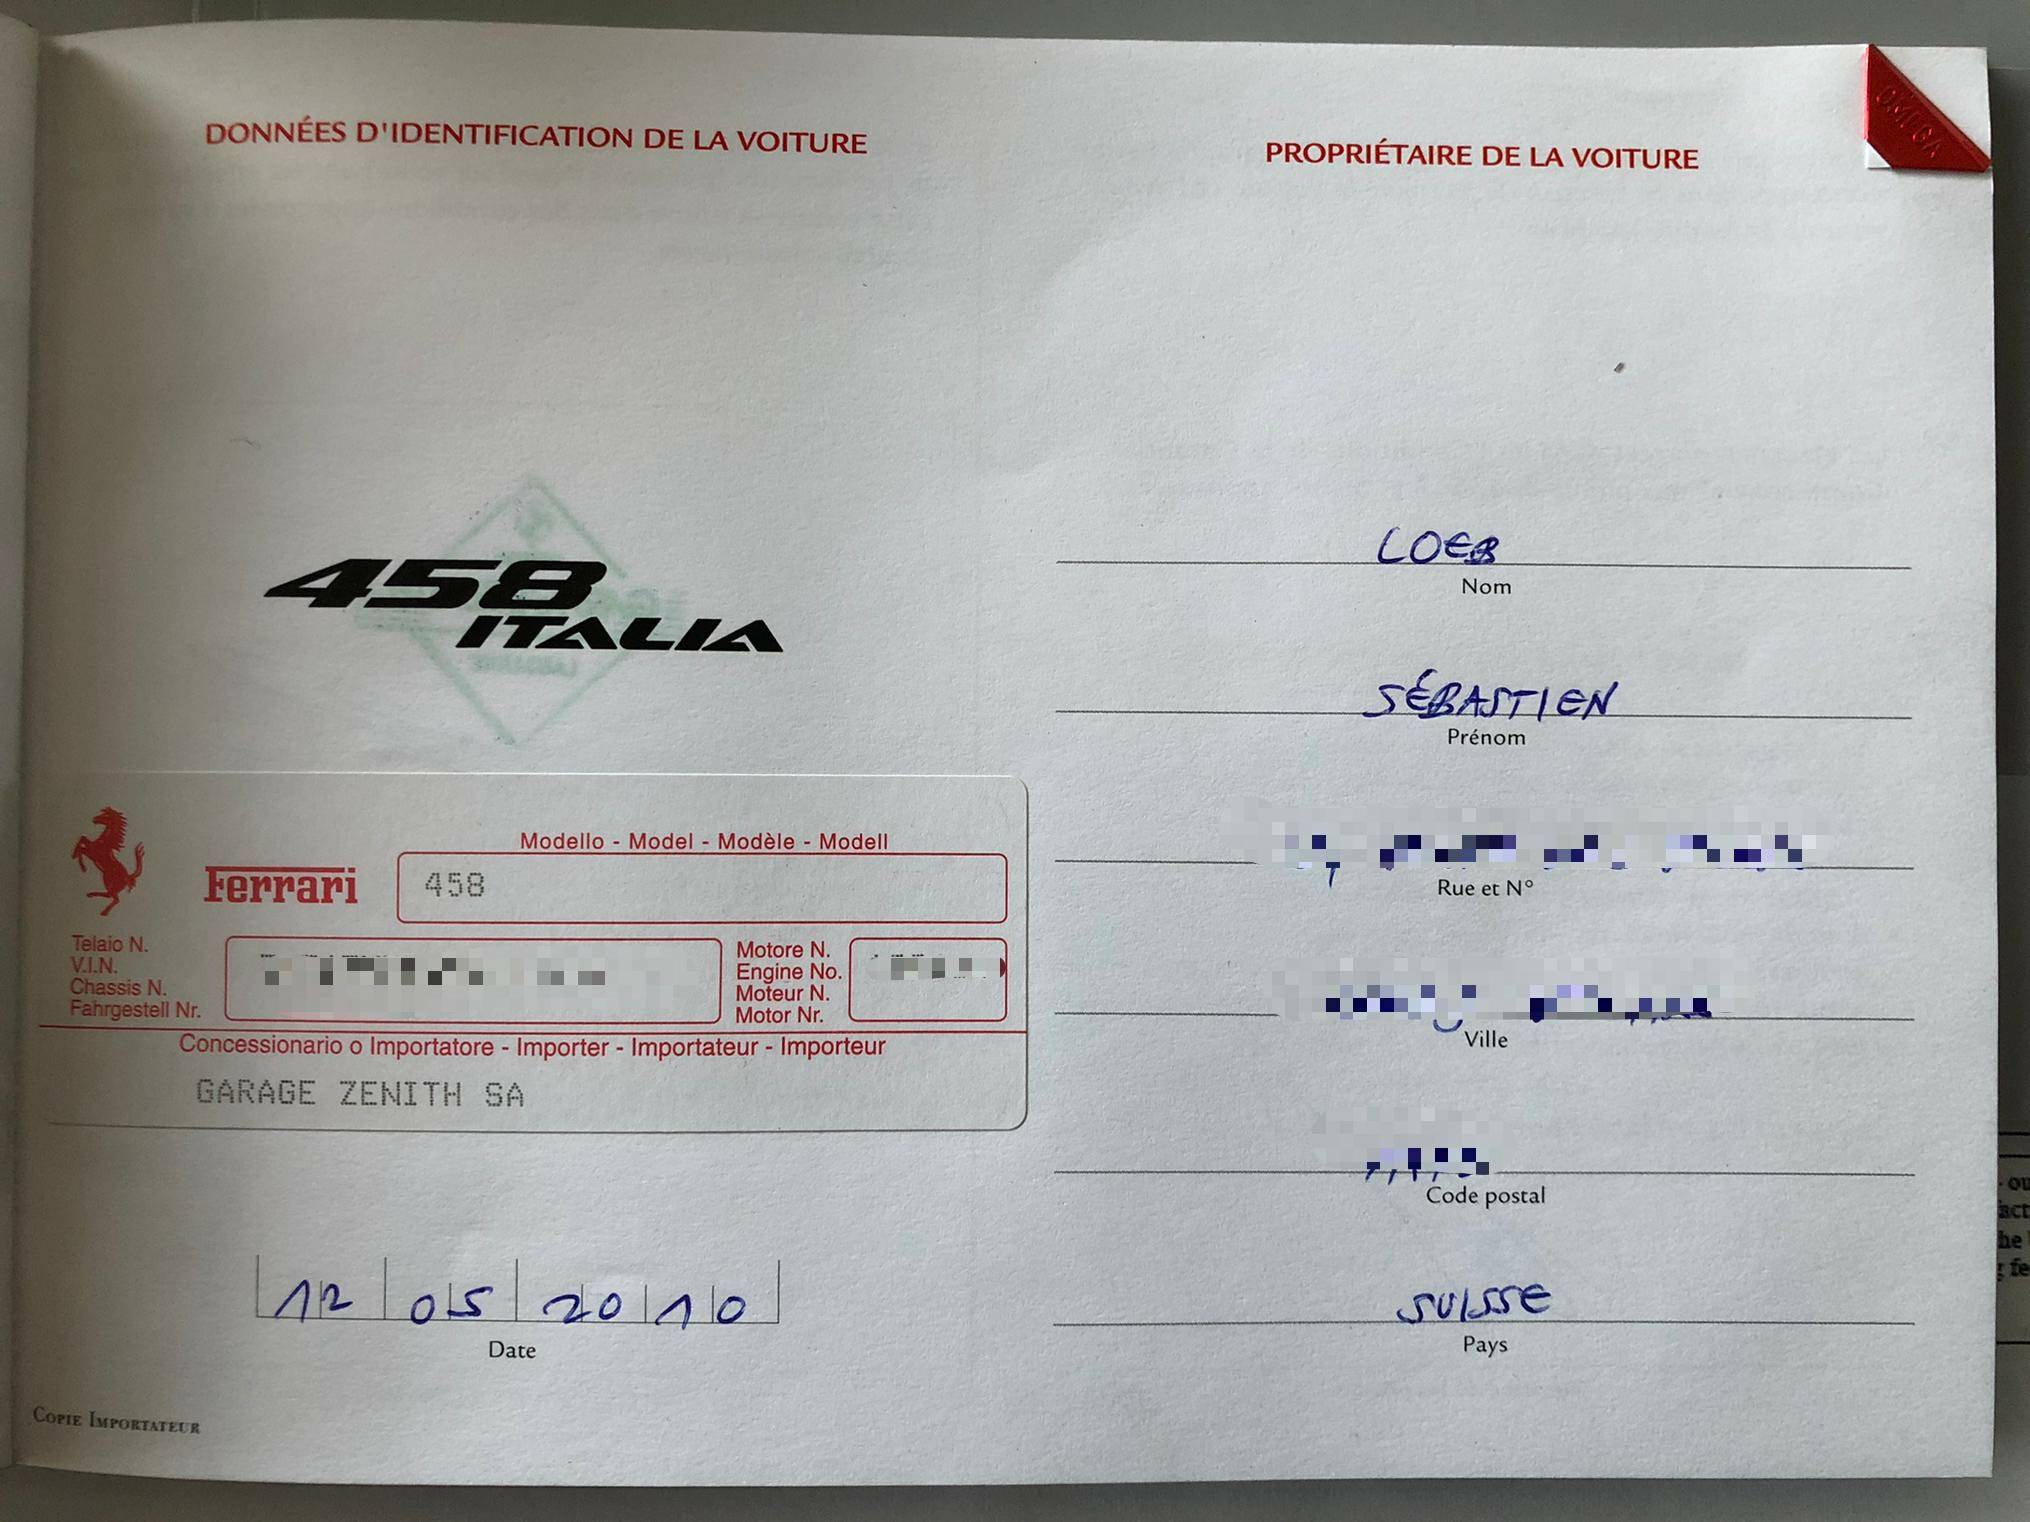 DONNÉES D'IDENTIFICATION DE LA VOITURE
458
ITALIA
Modello - Model - Modèle - Modell
Ferrari
458
Telaio N.
V.I.N.
Chassis N.
Fahrgestell Nr.
Motore N.
Engine No.
Moteur N.
Motor Nr.
Concessionario o Importatore - Importer - Importateur - Importeur
GARAGE ZENITH SA
12 05 2010
Date
COPIE IMPORTATEUR
PROPRIÉTAIRE DE LA VOITURE
OMEGA
LOEB
Nom
SÉBASTIEN
Prénom
Rue et N°
Ville
Code postal
SUISSE
Pays